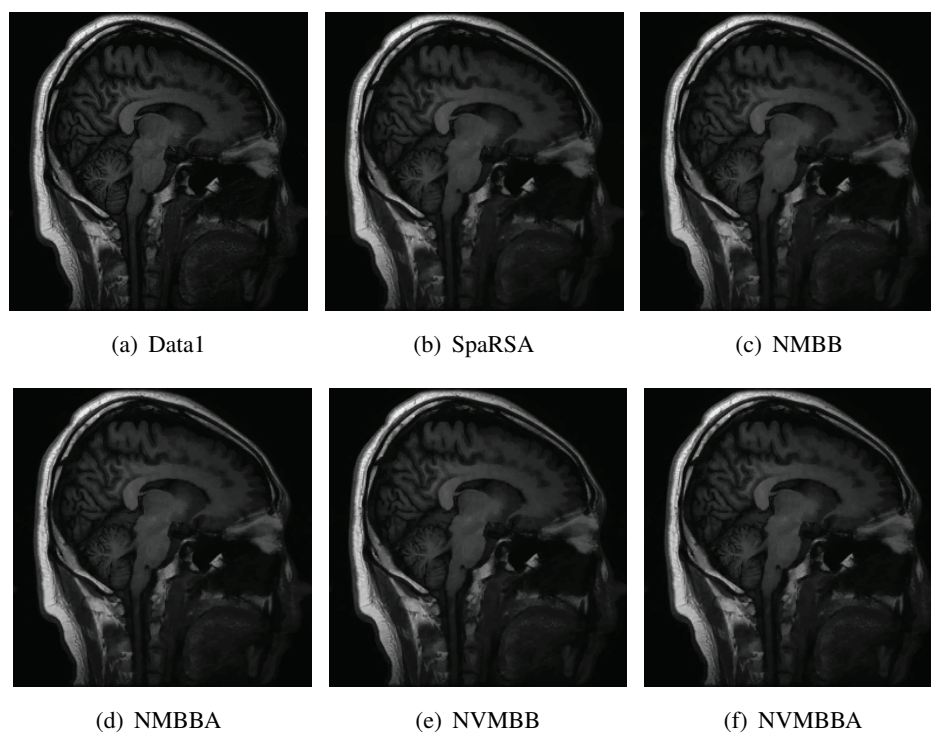 (a) Data1
(b) SpaRSA
(c) NMBB
(d) NMBBA
(e) NVMBB
(f) NVMBBA